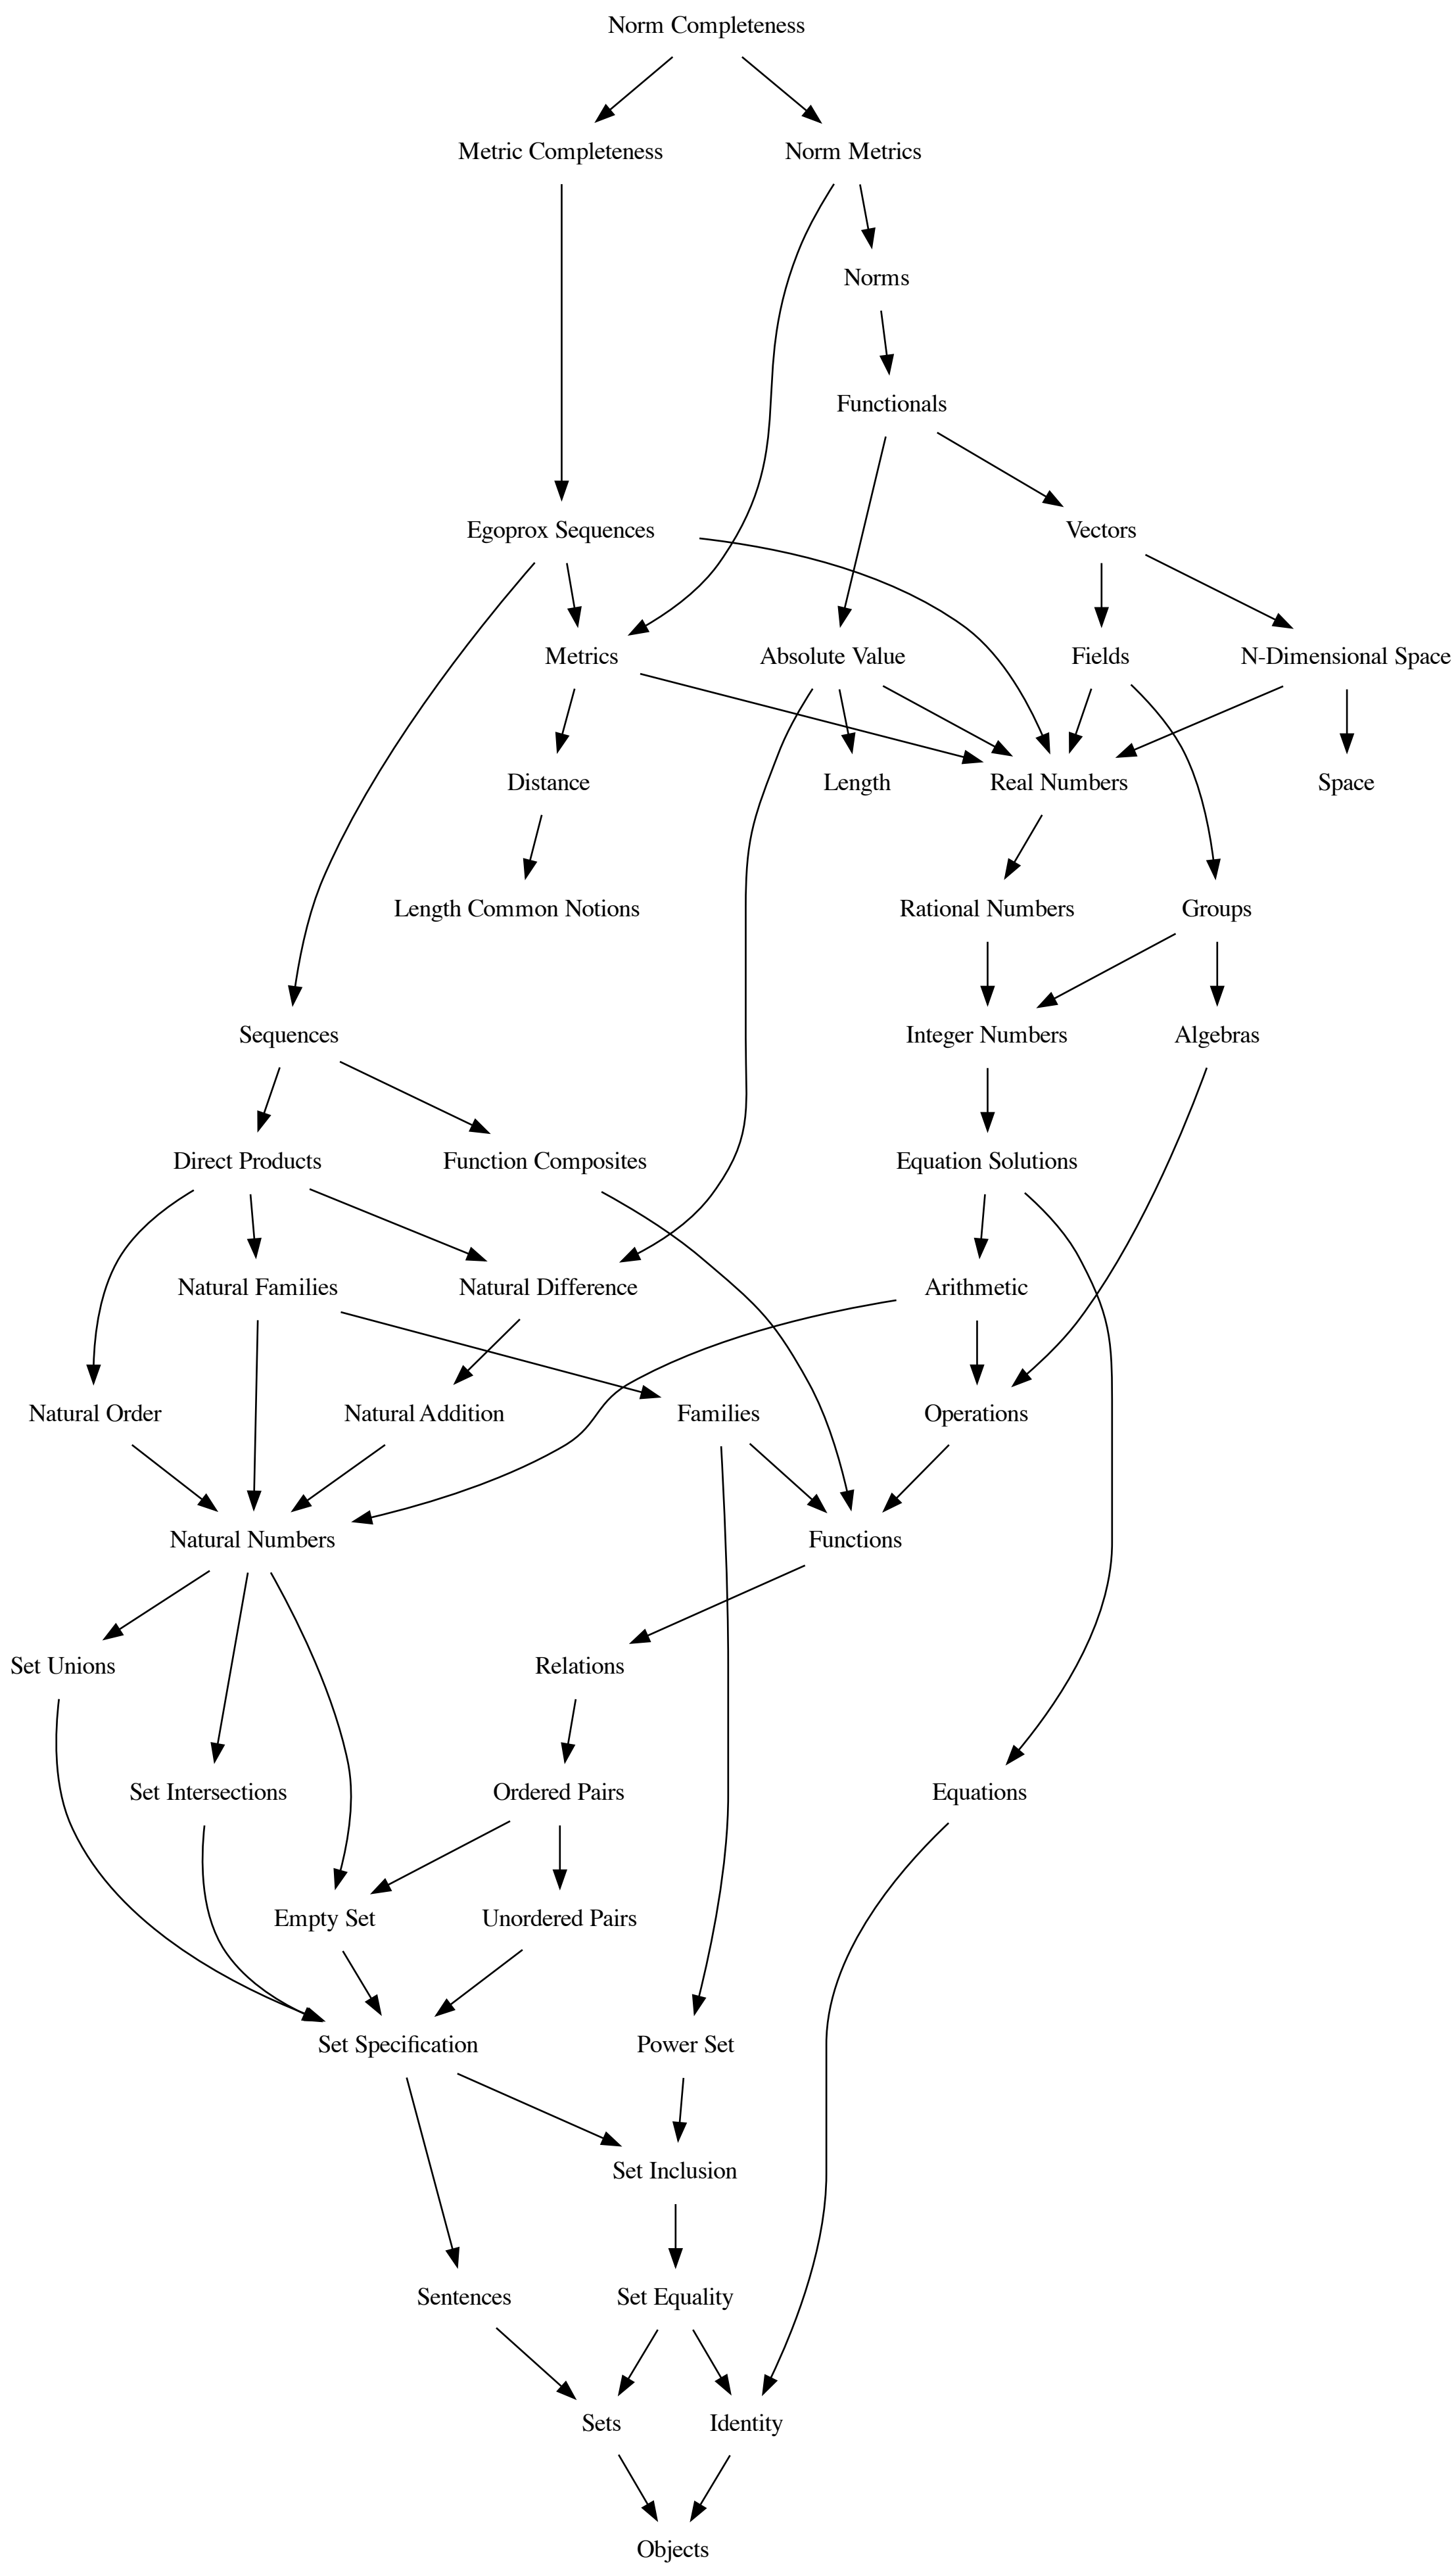 Norm Completeness
Metric Completeness
Norm Metrics
Norms
Functionals
Egoprox Sequences
Vectors
Metrics
Absolute Value
Fields
N-Dimensional Space
Distance
Length
Real Numbers
Space
Length Common Notions
Rational Numbers
Groups
Sequences
Integer Numbers
Algebras
Direct Products
Function Composites
Equation Solutions
Natural Families
Natural Difference
Arithmetic
Natural Order
Natural Addition
Families
Operations
Natural Numbers
Functions
Set Unions
Relations
Set Intersections
Ordered Pairs
Equations
Empty Set
Unordered Pairs
Set Specification
Power Set
Set Inclusion
Sentences
Set Equality
Sets
Identity
Objects